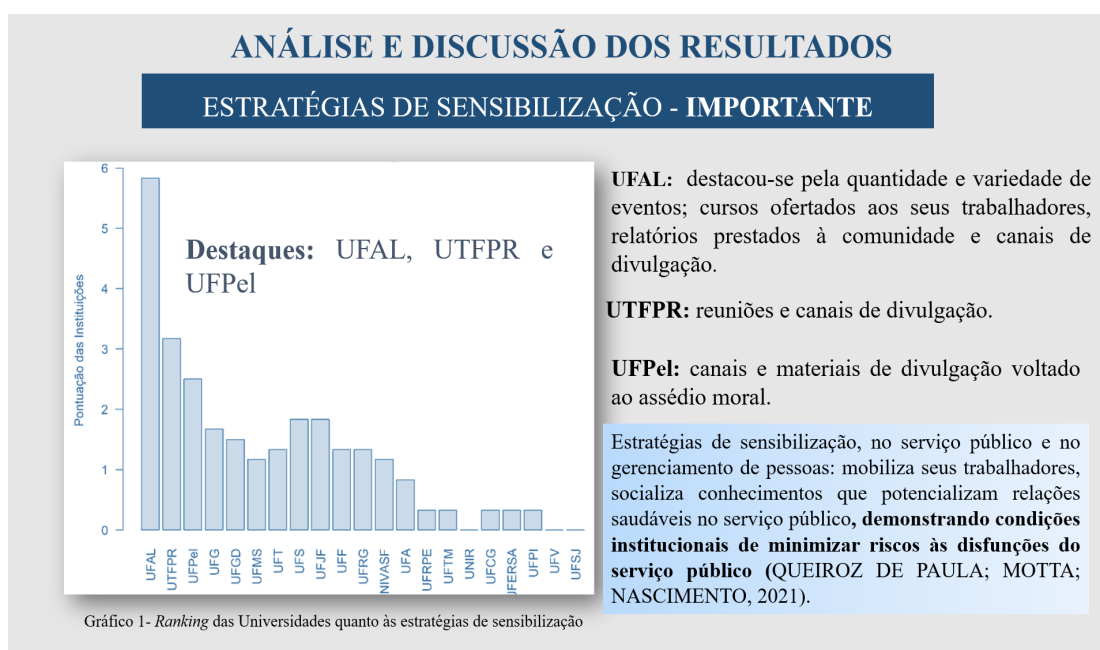 ANÁLISE E DISCUSSÃO DOS RESULTADOS
ESTRATÉGIAS DE SENSIBILIZAÇÃO - IMPORTANTE
Destaques: UFAL, UTFPR e
UFPel
Pontuação das Instituições
6
5
4
3
2
1
0
UFAL
UTFPR
UFPel
UFG
UFGD
UFMS
UFT
UFS
UFJF
UFF
UFRG
NIVASF
UFA
UFRPE
UFTM
UNIR
UFCG
UFERSA
UFPI
UFV
UFSJ
Gráfico 1- Ranking das Universidades quanto às estratégias de sensibilização
UFAL: destacou-se pela quantidade e variedade de
eventos; cursos ofertados aos seus trabalhadores,
relatórios prestados à comunidade e canais de
divulgação.
UTFPR: reuniões e canais de divulgação.
UFPel: canais e materiais de divulgação voltado
ao assédio moral.
Estratégias de sensibilização, no serviço público e no
gerenciamento de pessoas: mobiliza seus trabalhadores,
socializa conhecimentos que potencializam relações
saudáveis no serviço público, demonstrando condições
institucionais de minimizar riscos às disfunções do
serviço público (QUEIROZ DE PAULA; MOTTA;
NASCIMENTO, 2021).